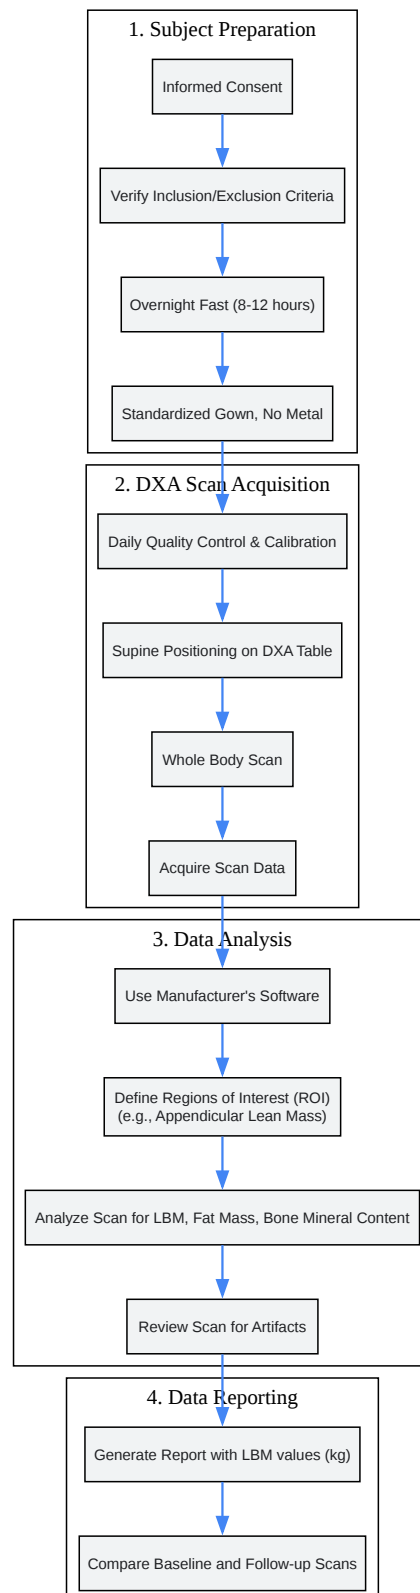 1. Subject Preparation
Informed Consent
Verify Inclusion/Exclusion Criteria
Overnight Fast (8-12 hours)
Standardized Gown, No Metal
2. DXA Scan Acquisition
Daily Quality Control & Calibration
Supine Positioning on DXA Table
Whole Body Scan
Acquire Scan Data
3. Data Analysis
Use Manufacturer's Software
Define Regions of Interest (ROI)
(e.g., Appendicular Lean Mass)
Analyze Scan for LBM, Fat Mass, Bone Mineral Content
Review Scan for Artifacts
4. Data Reporting
Generate Report with LBM values (kg)
Compare Baseline and Follow-up Scans